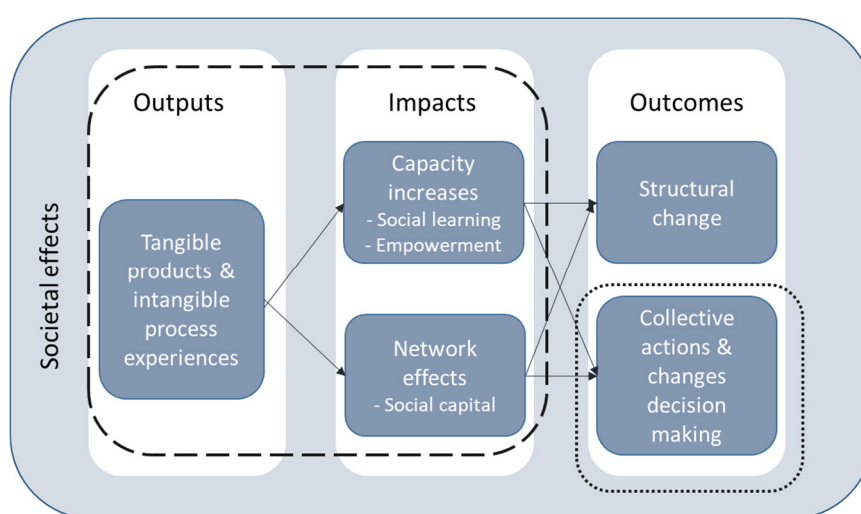 Societal effects
Outputs
Tangible
products &
intangible
process
experiences
Impacts
Capacity
increases
- Social learning
- Empowerment
Network
effects
- Social capital
Outcomes
Structural
change
Collective
actions &
changes
decision
making